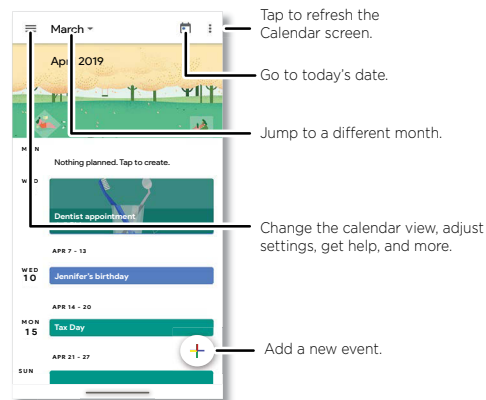 March
Tap to refresh the
Calendar screen.
Apr 2019
Go to today's date.
Jump to a different month.
Nothing planned. Tap to create.
Dentist appointment
Change the calendar view, adjust
settings, get help, and more.
APR 7 - 13
WED
10
Jennifer's birthday
APR 14 - 20
MON
15
Tax Day
Add a new event.
APR 21 - 27
SUN